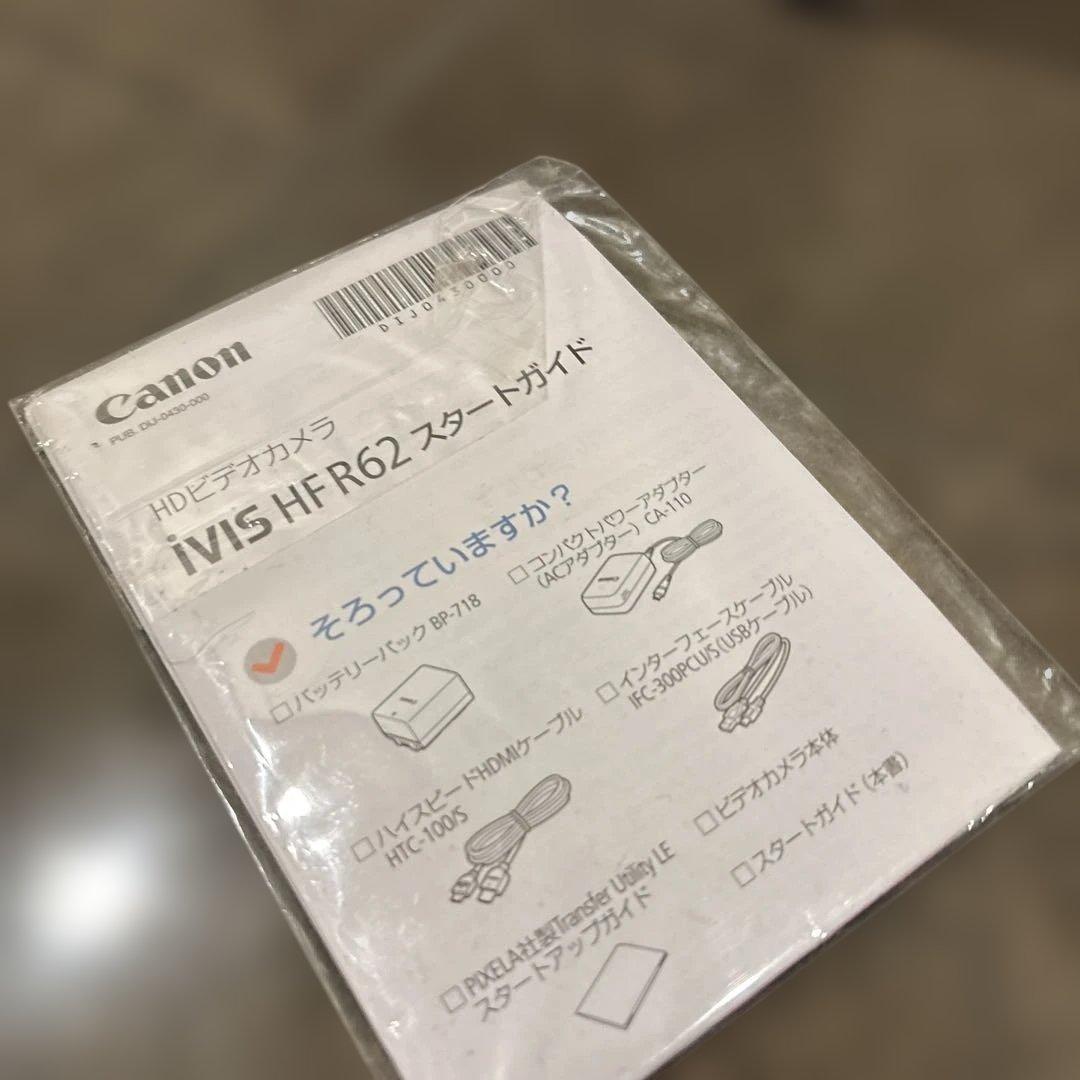 Canon
PUB. DIJ-0430-000
DIJ0430000
HDビデオカメラ
iVIS HF R62 スタートガイド
そろっていますか？
□バッテリーパック BP-718
□コンパクトパワーアダプター
（ACアダプター） CA-110
□ハイスピードHDMIケーブル
HTC-100/S
□インターフェースケーブル
IFC-300PCU/S（USBケーブル）
□PIXELA社製Transfer Utility LE
スタートアップガイド
□ビデオカメラ本体
□スタートガイド（本書）